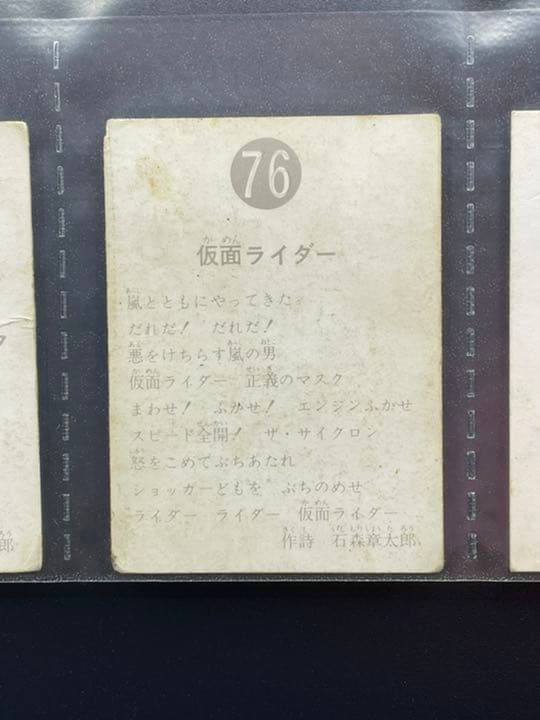 76
仮面ライダー
嵐とともにやってきた
だれだ! だれだ!
悪をけちらす嵐の男
仮面ライダー 正義のマスク
まわせ! ふかせ! エンジンふかせ
スピード全開! ザ・サイクロン
怒をこめてぶちあたれ
ショッカーどもを ぶちのめせ
ライダー ライダー 仮面ライダー
作詩 石森章太郎
郎